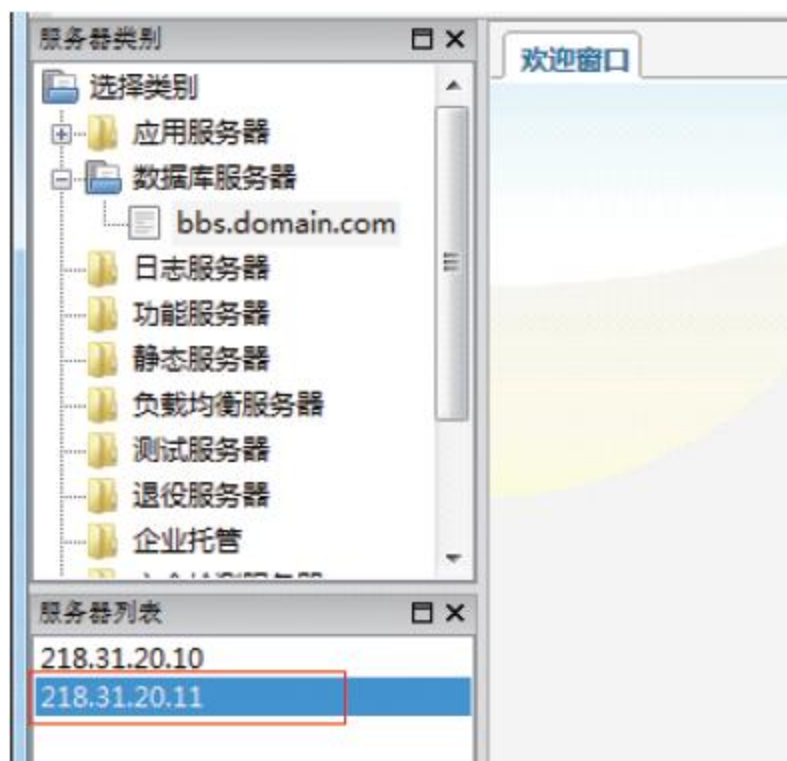 服务器类别
欢迎窗口
选择类别
应用服务器
数据库服务器
bbs.domain.com
日志服务器
功能服务器
静态服务器
负载均衡服务器
测试服务器
退役服务器
企业托管
服务器列表
218.31.20.10
218.31.20.11